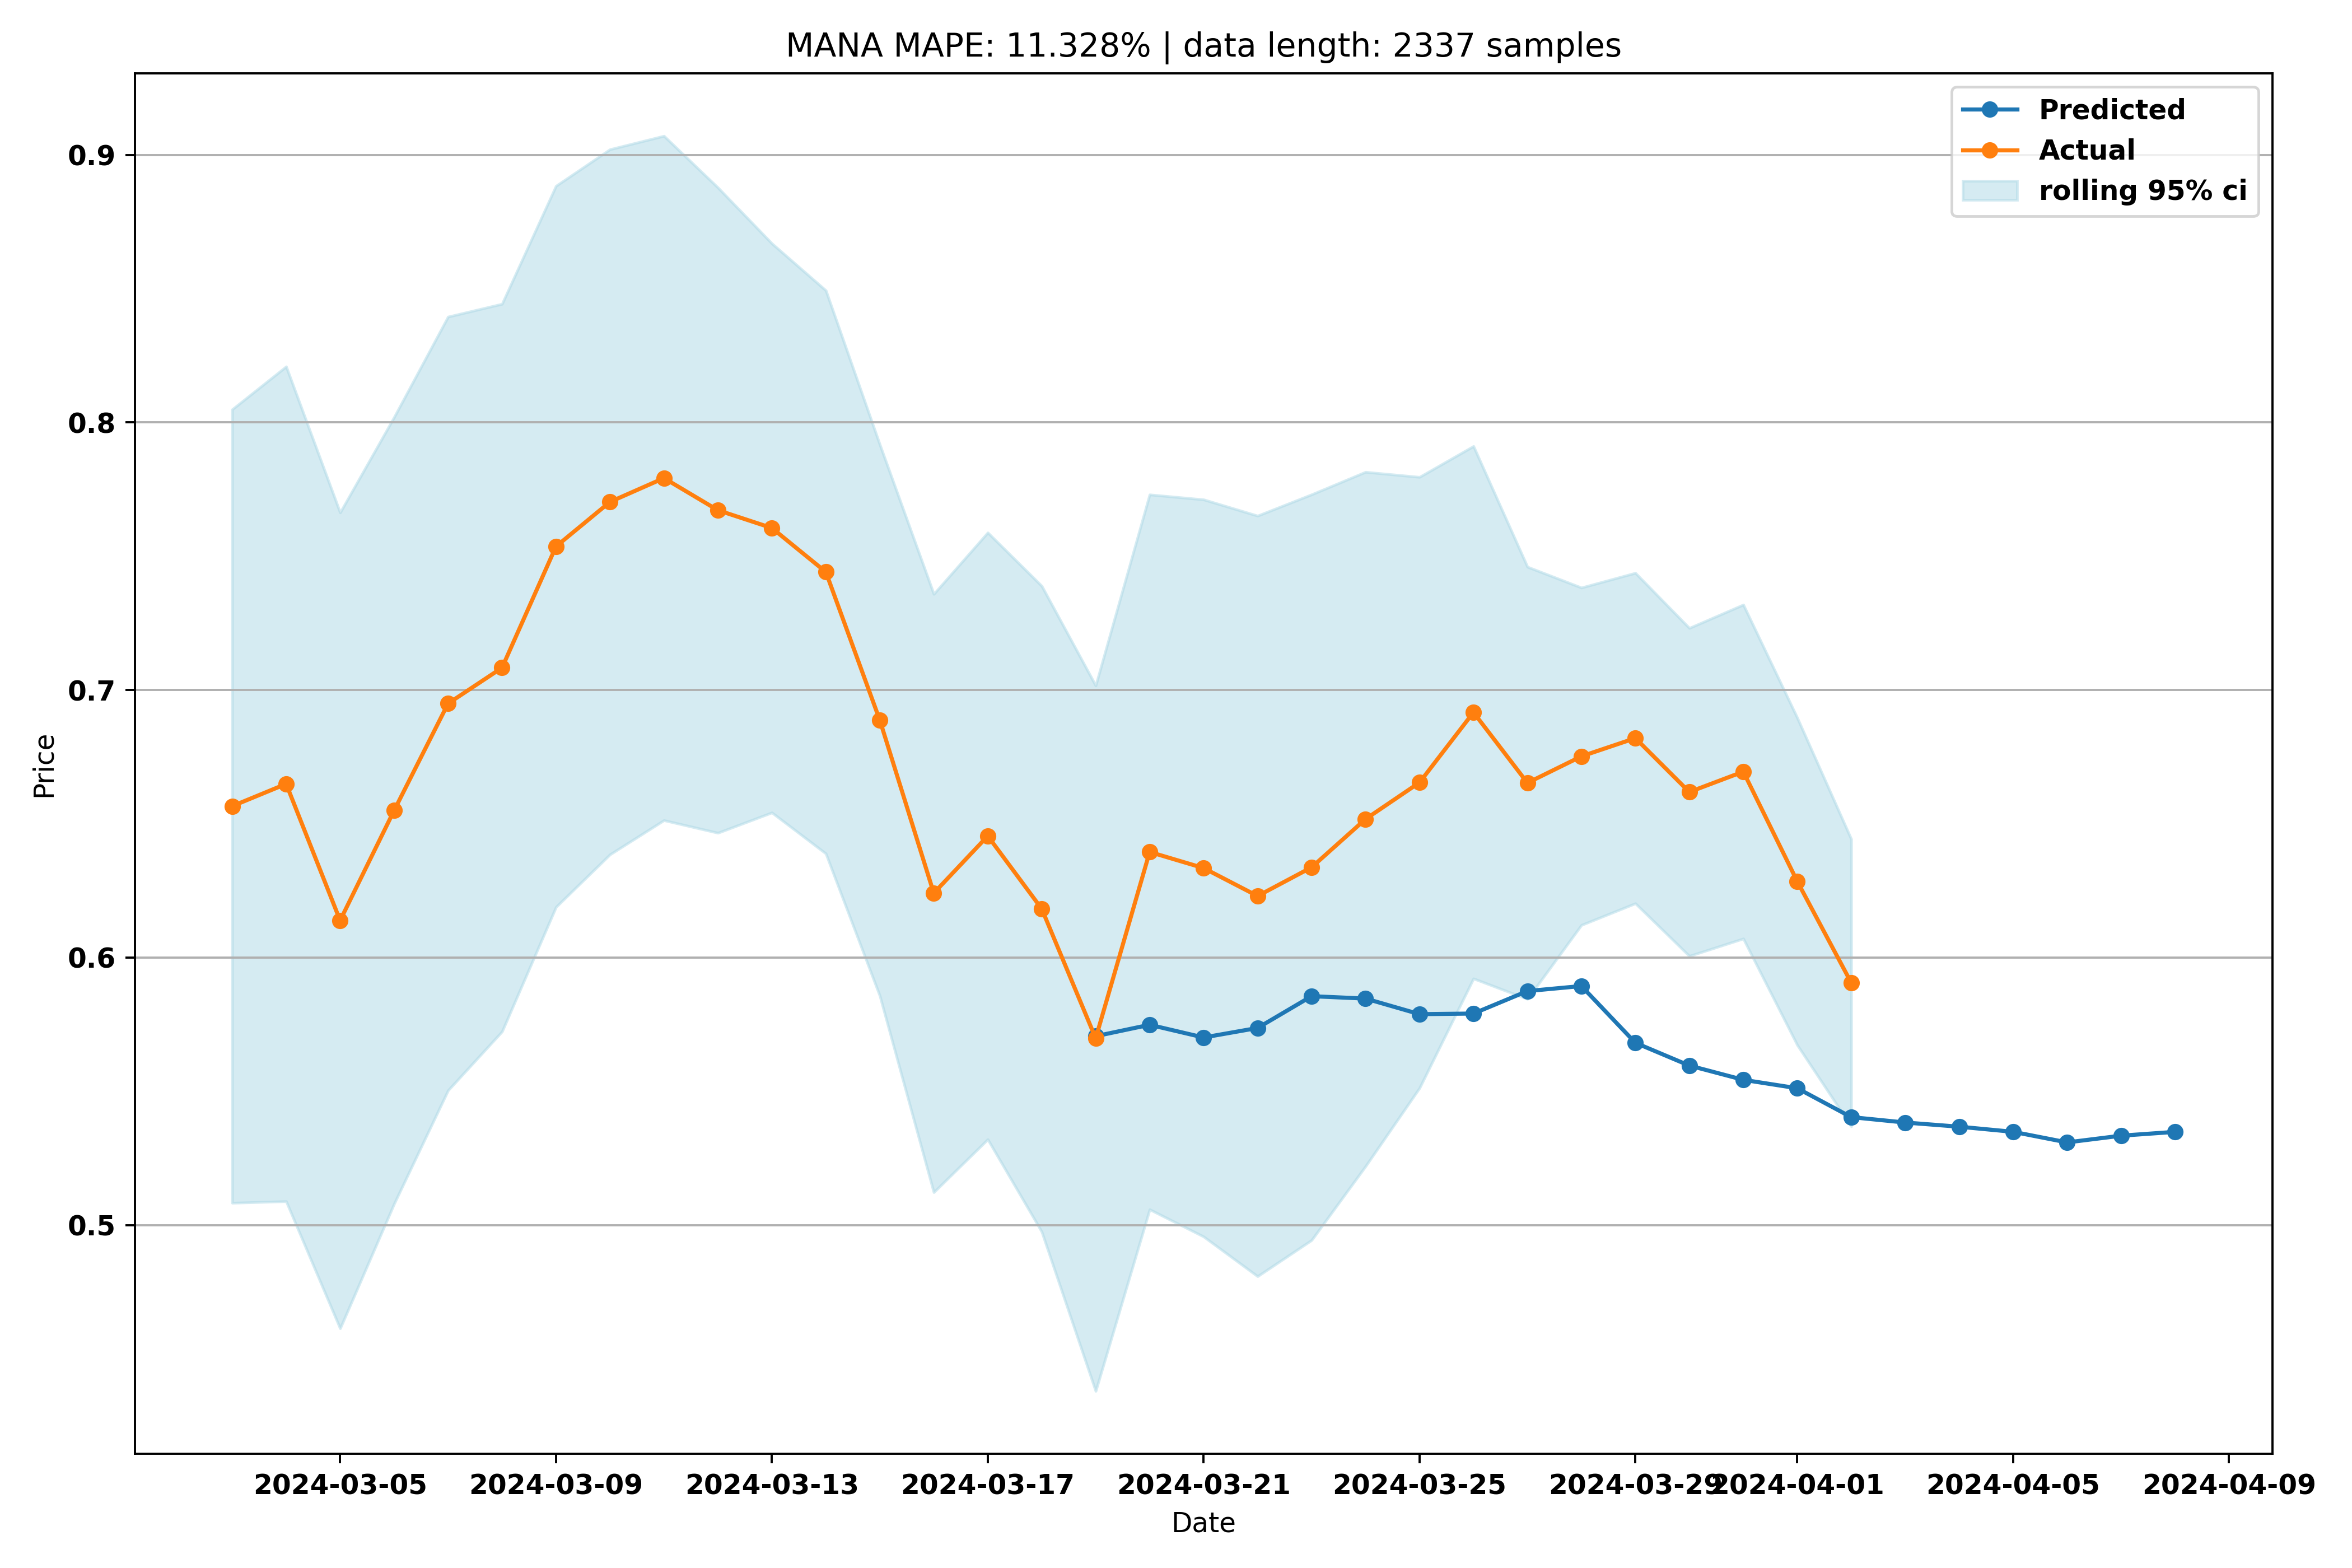 MANA MAPE: 11.328% | data length: 2337 samples
Predicted
Actual
rolling 95% ci
0.9
0.8
0.7
0.6
0.5
Price
2024-03-05 2024-03-09 2024-03-13 2024-03-17 2024-03-21 2024-03-25 2024-03-29 2024-04-01 2024-04-05 2024-04-09
Date